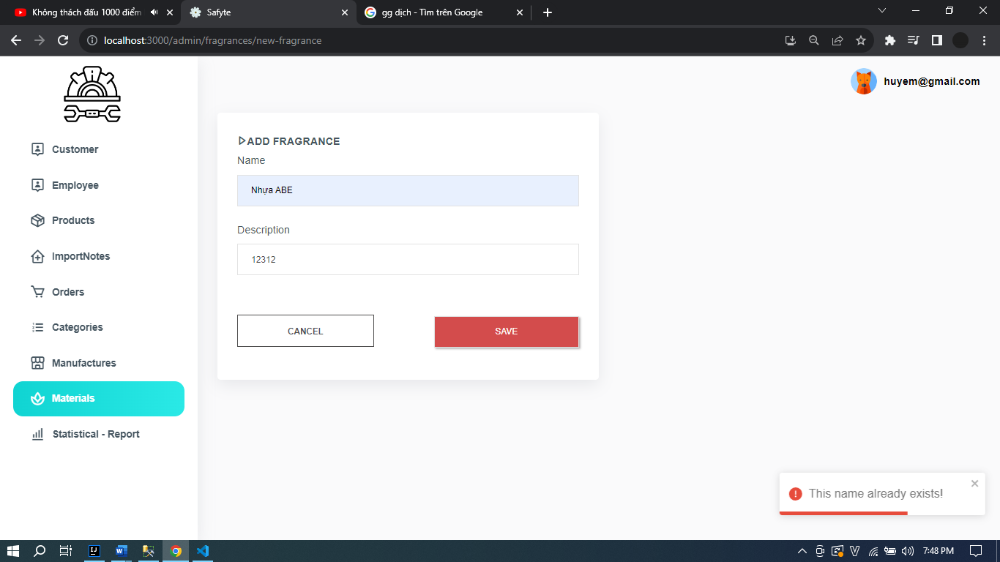 Không thách đấu 1000 điểm
Safyte
gg dịch - Tìm trên Google
localhost:3000/admin/fragrances/new-fragrance
huyem@gmail.com
Customer
Employee
Products
ImportNotes
Orders
Categories
Manufactures
Materials
Statistical - Report
ADD FRAGRANCE
Name
Nhựa ABE
Description
12312
CANCEL
SAVE
This name already exists!
7:48 PM